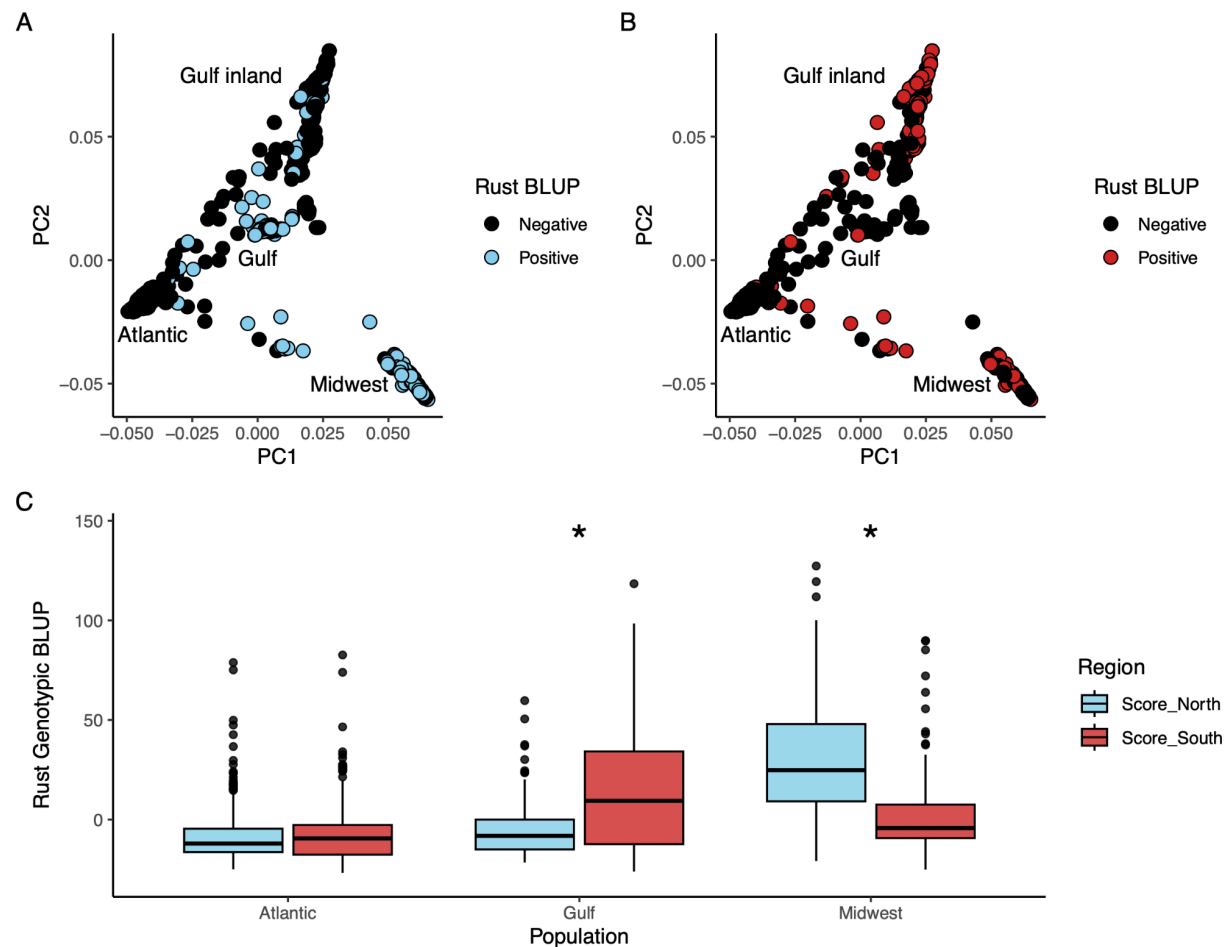 A
B
Gulf inland
Gulf
Atlantic
Midwest
0.05
0.00
−0.05
−0.050
−0.025
0.000
0.025
0.050
PC1
PC2
Rust BLUP
Negative
Positive
Gulf inland
Gulf
Atlantic
Midwest
0.05
0.00
−0.05
−0.050
−0.025
0.000
0.025
0.050
PC1
PC2
Rust BLUP
Negative
Positive
C
150
100
50
0
Rust Genotypic BLUP
*
*
Atlantic
Gulf
Midwest
Population
Region
Score_North
Score_South